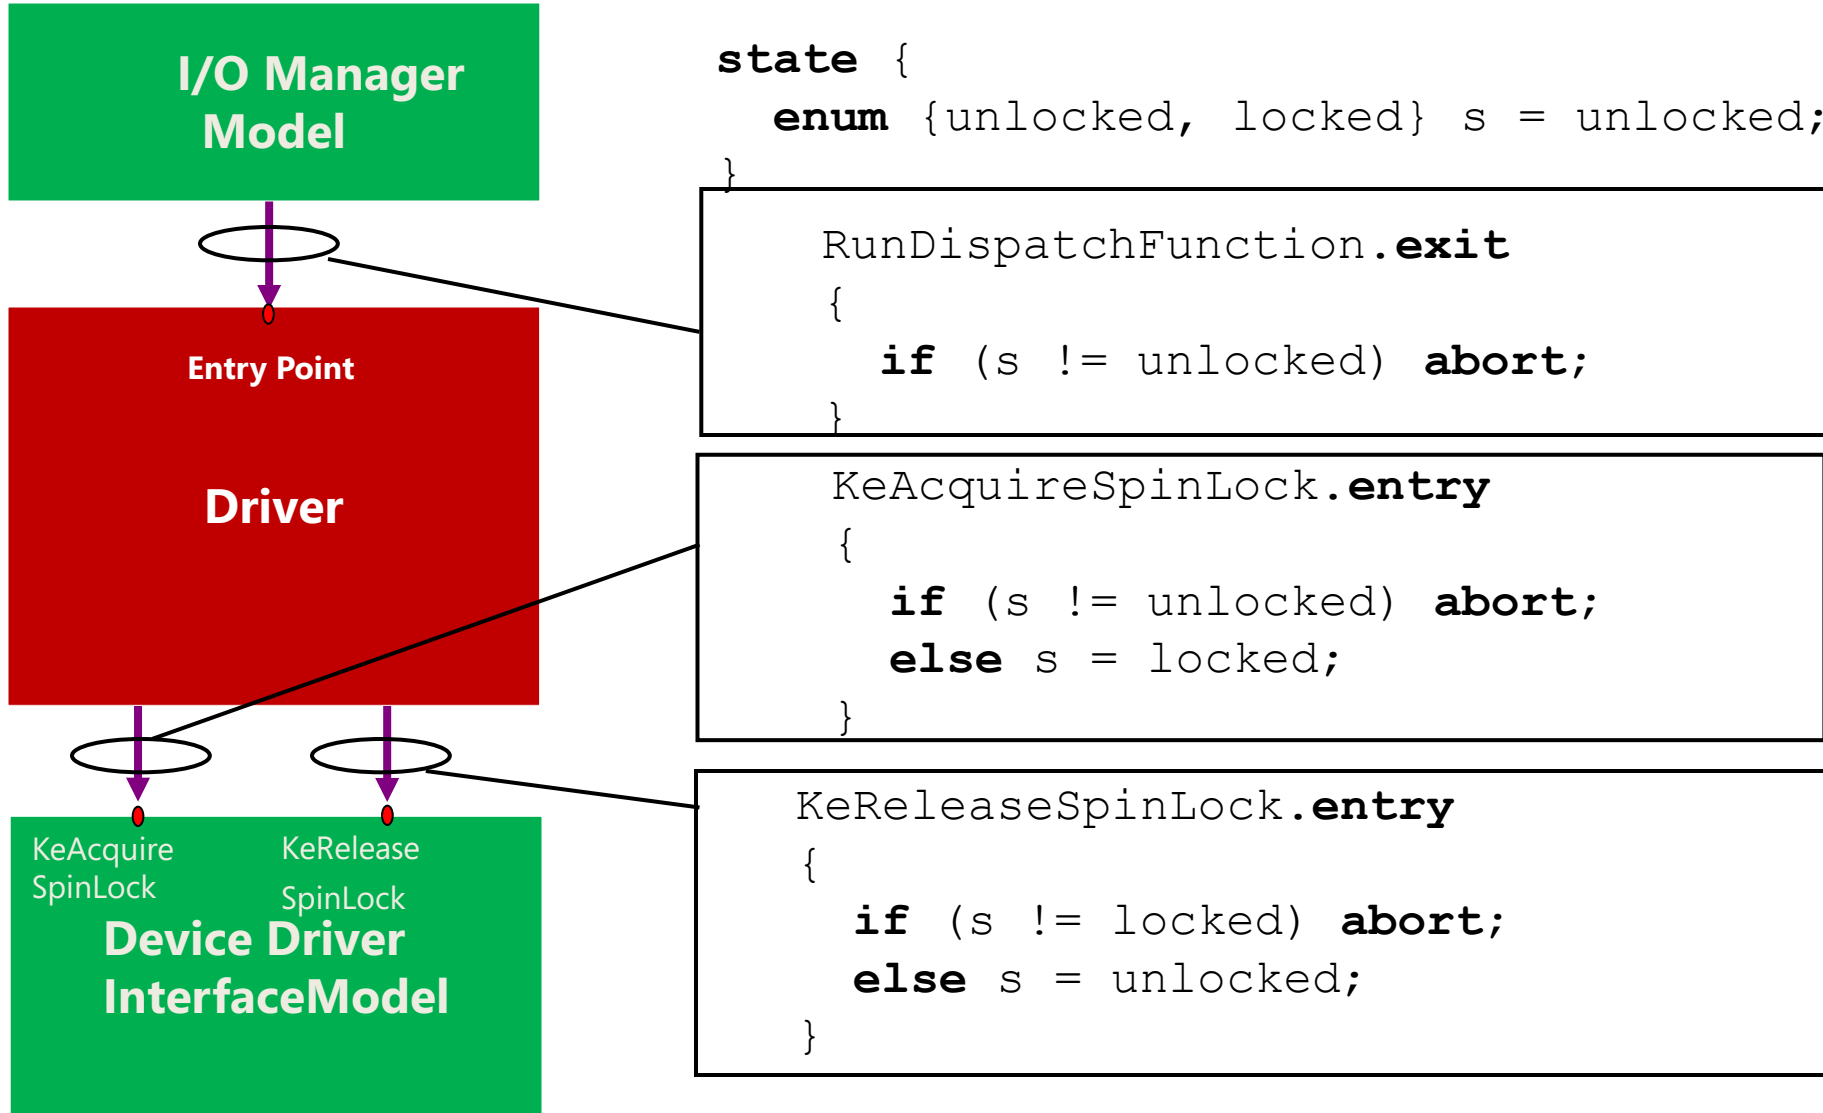 I/O Manager
Model
Entry Point
Driver
KeAcquire
SpinLock
KeRelease
SpinLock
Device Driver
InterfaceModel
state {
enum {unlocked, locked} s = unlocked;
}
RunDispatchFunction.exit
{
if (s != unlocked) abort;
}
KeAcquireSpinLock.entry
{
if (s != unlocked) abort;
else s = locked;
}
KeReleaseSpinLock.entry
{
if (s != locked) abort;
else s = unlocked;
}